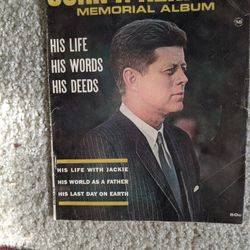 MEMORIAL ALBUM
HIS LIFE
HIS WORDS
HIS DEEDS
HIS LIFE WITH JACKIE
HIS WORLD AS A FATHER
HIS LAST DAY ON EARTH
50c